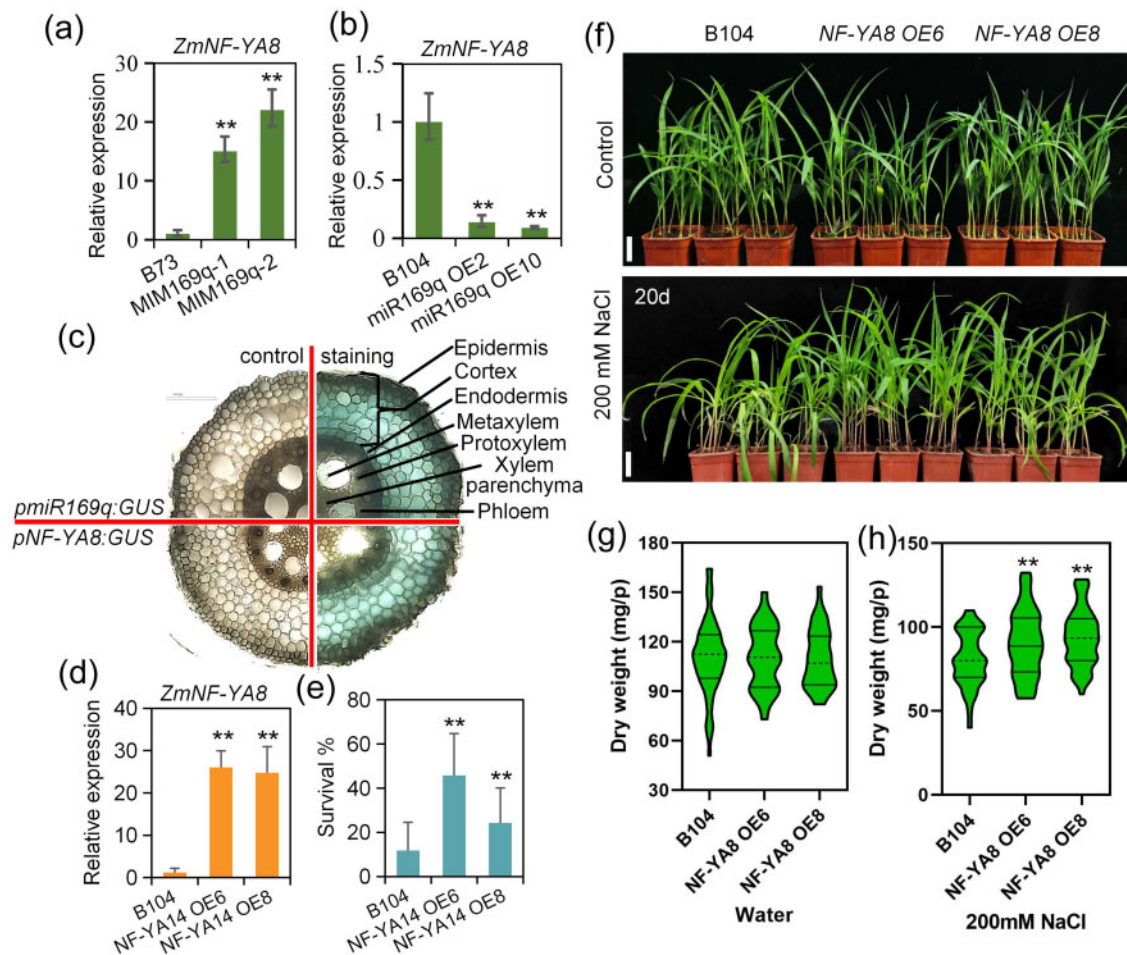 (a)
ZmNF-YA8
Relative expression
30
20
10
0
**
**
B73
MIM169q-1
MIM169q-2
(b)
ZmNF-YA8
Relative expression
1.5
1
0.5
0
**
**
B104
miR169q OE2
miR169q OE10
(c)
control
staining
Epidermis
Cortex
Endodermis
Metaxylem
Protoxylem
Xylem
parenchyma
Phloem
pmiR169q:GUS
pNF-YA8:GUS
(d)
ZmNF-YA8
Relative expression
40
30
20
10
0
**
**
B104
NF-YA14 OE6
NF-YA14 OE8
(e)
Survival %
80
60
40
20
0
**
**
B104
NF-YA14 OE6
NF-YA14 OE8
(f)
B104
NF-YA8 OE6
NF-YA8 OE8
Control
200 mM NaCl
20d
(g)
Dry weight (mg/p)
180
150
120
90
60
30
B104
NF-YA8 OE6
NF-YA8 OE8
Water
(h)
Dry weight (mg/p)
150
100
50
0
**
**
B104
NF-YA8 OE6
NF-YA8 OE8
200mM NaCl